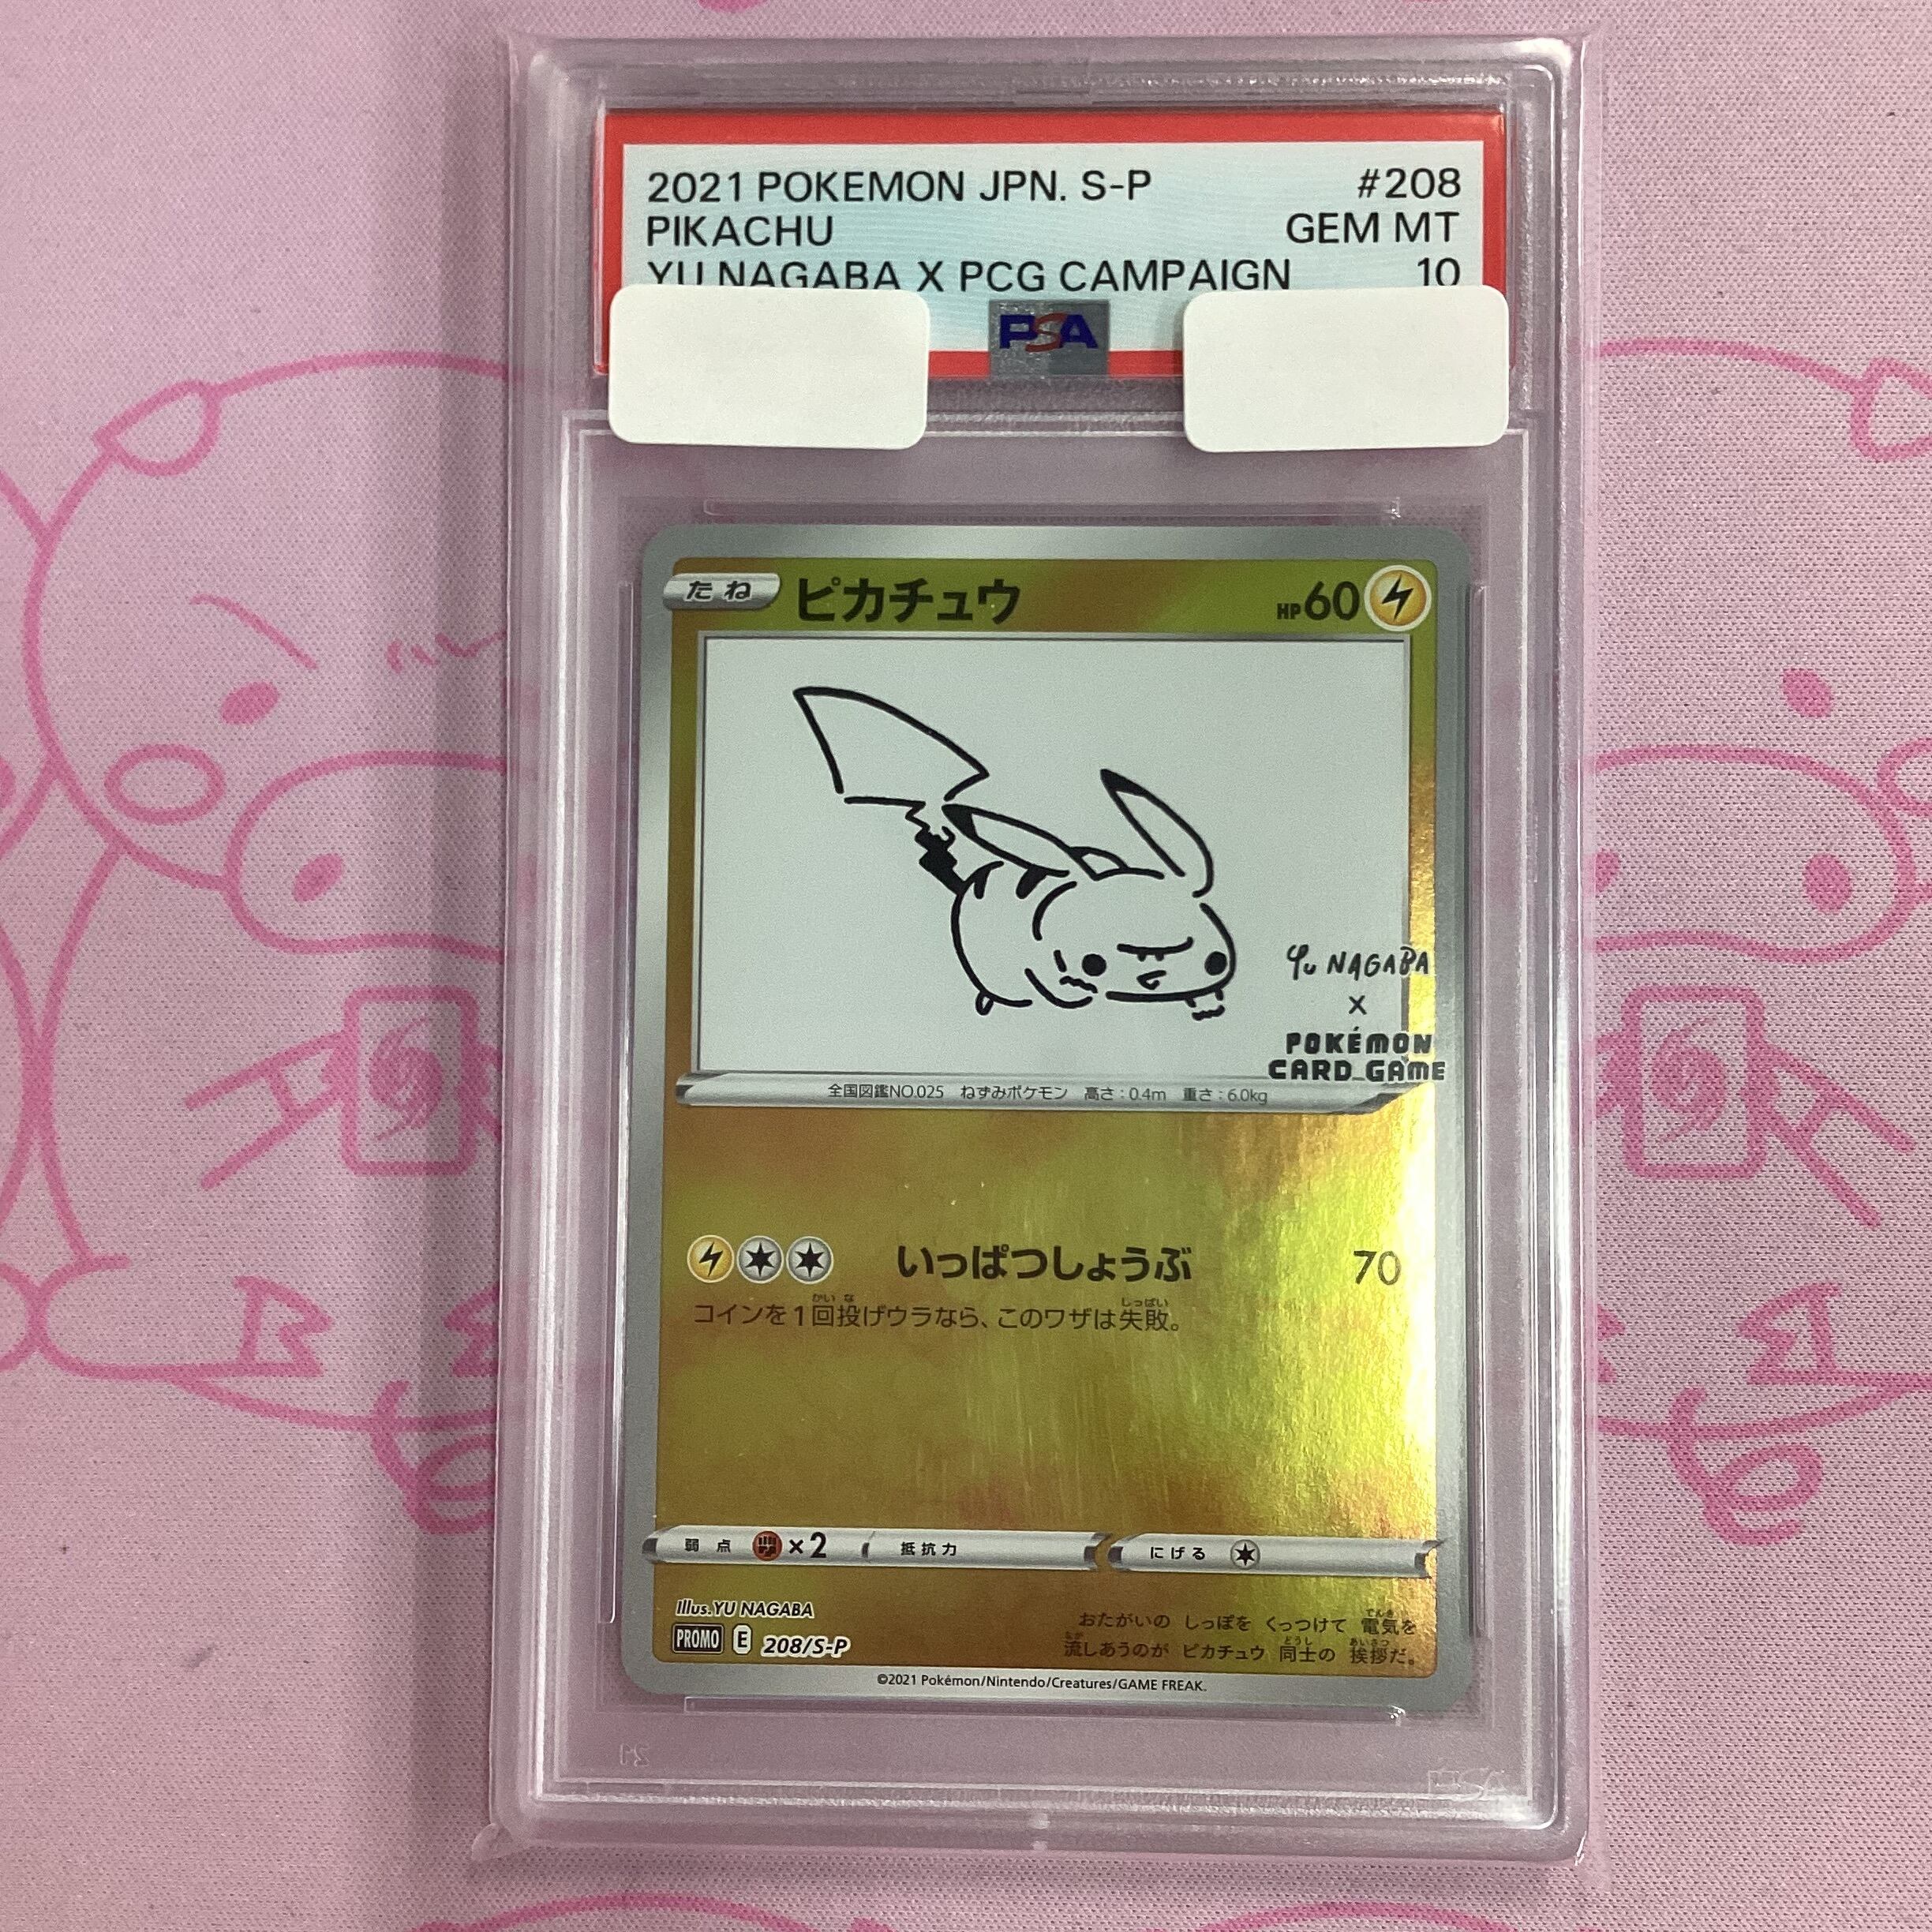 2021 POKEMON JPN. S-P #208
PIKACHU GEM MT
YU NAGABA X PCG CAMPAIGN 10
PSA
たね ピカチュウ HP60
YU NAGABA
X
POKÉMON
CARD GAME
全国図鑑NO.025 ねずみポケモン 高さ:0.4m 重さ:6.0kg
いっぱつしょうぶ 70
コインを1回投げウラなら、このワザは失敗。
弱点 ×2 抵抗力 にげる
Illus.YU NAGABA
PROMO E 208/S-P
おたがいの しっぽを くっつけて 電気を
流しあうのが ピカチュウ 同士の 挨拶だ。
©2021 Pokémon/Nintendo/Creatures/GAME FREAK.